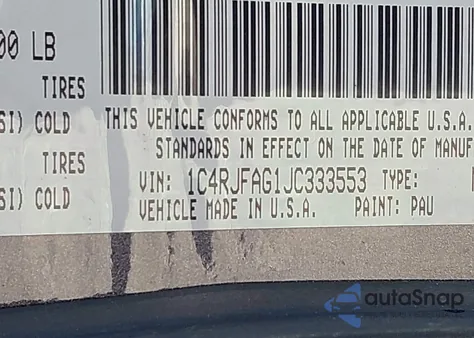 00 LB
TIRES
SI) COLD THIS VEHICLE CONFORMS TO ALL APPLICABLE U.S.A.
STANDARDS IN EFFECT ON THE DATE OF MANUF
TIRES
VIN: 1C4RJFAG1JC333553 TYPE:
SI) COLD VEHICLE MADE IN U.S.A. PAINT: PAU
autoSnap